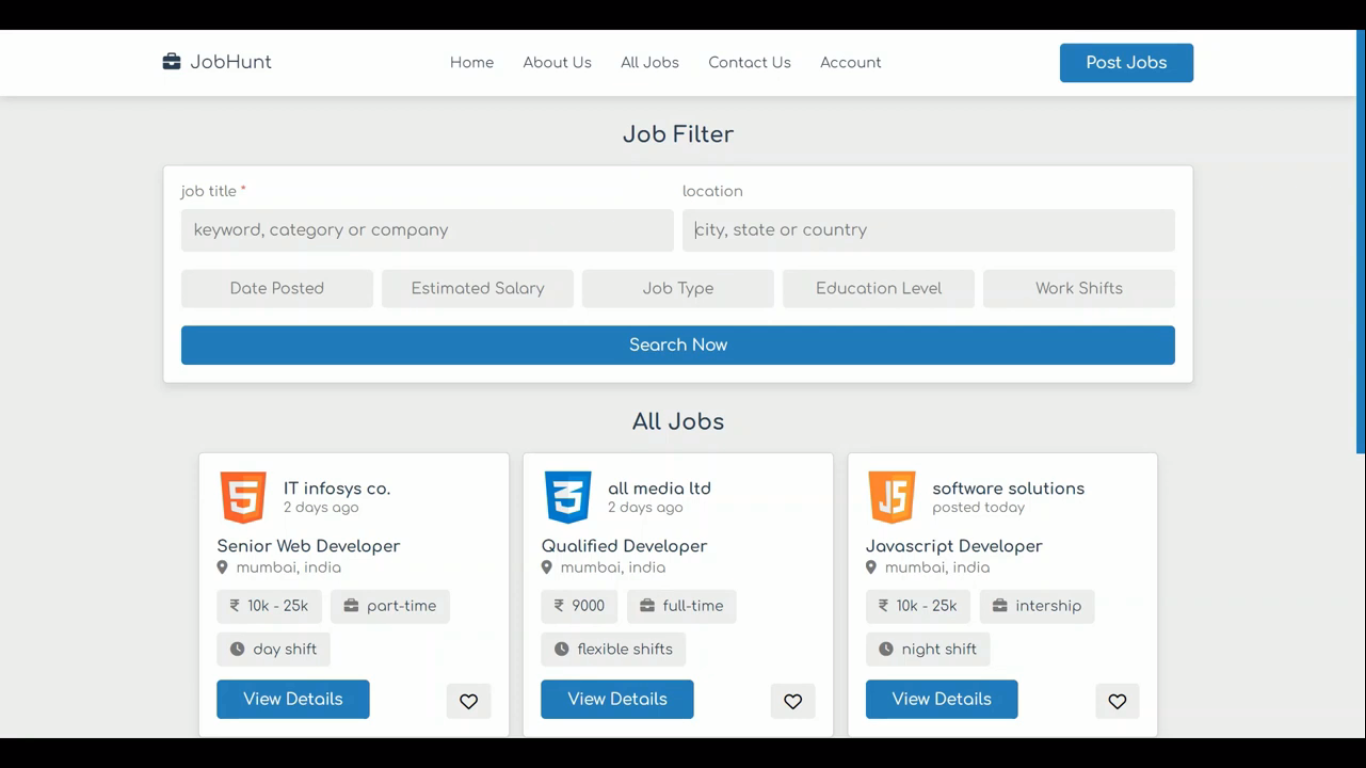 JobHunt Home About Us All Jobs Contact Us Account Post Jobs
Job Filter
job title * location
keyword, category or company city, state or country
Date Posted Estimated Salary Job Type Education Level Work Shifts
Search Now
All Jobs
5 IT infosys co.
2 days ago
Senior Web Developer
mumbai, india
₹ 10k - 25k part-time
day shift
View Details
3 all media ltd
2 days ago
Qualified Developer
mumbai, india
₹ 9000 full-time
flexible shifts
View Details
JS software solutions
posted today
Javascript Developer
mumbai, india
₹ 10k - 25k intership
night shift
View Details